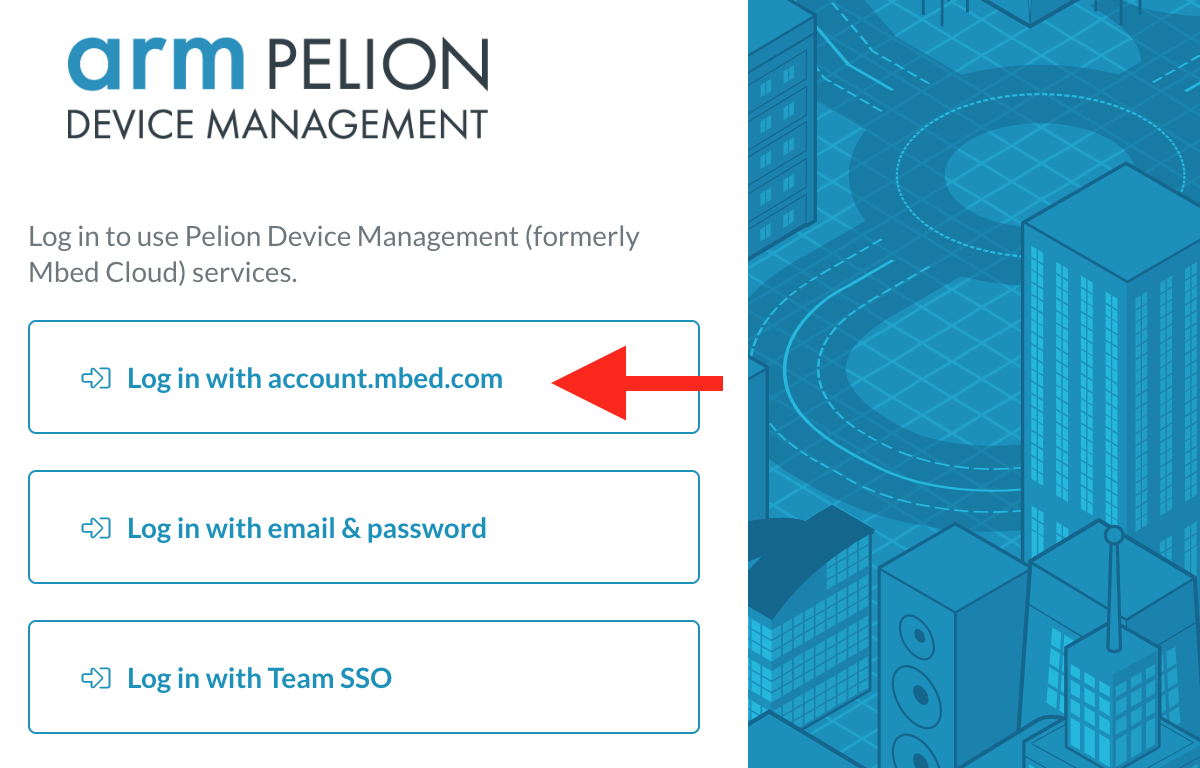 arm PELION
DEVICE MANAGEMENT
Log in to use Pelion Device Management (formerly
Mbed Cloud) services.
Log in with account.mbed.com
Log in with email & password
Log in with Team SSO